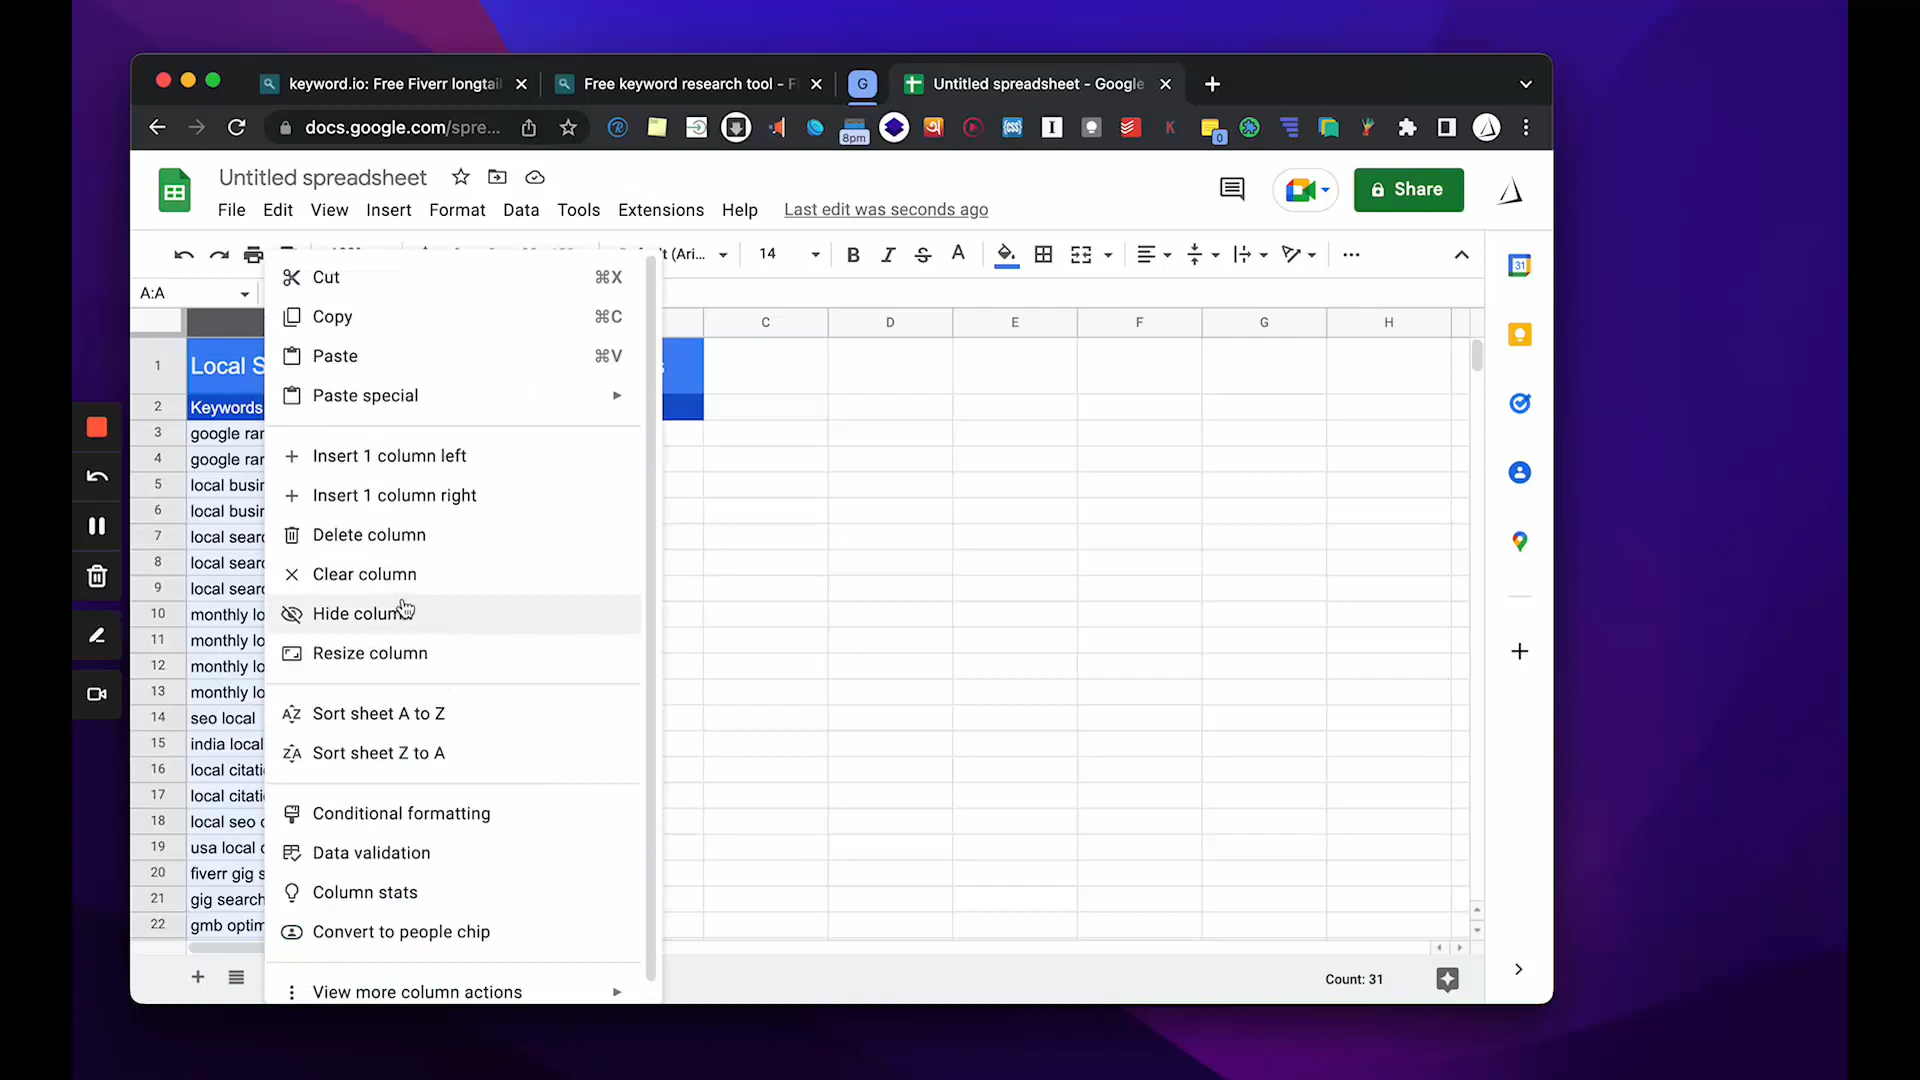 keyword.io: Free Fiverr longtail
Free keyword research tool - F
G
Untitled spreadsheet - Google
docs.google.com/spre...
8pm
0
Untitled spreadsheet
Share
File Edit View Insert Format Data Tools Extensions Help Last edit was seconds ago
t (Ari... 14
A:A
C D E F G H
1 Local S
2 Keywords
3 google ran
4 google ran
5 local busin
6 local busin
7 local searc
8 local searc
9 local searc
10 monthly lo
11 monthly lo
12 monthly lo
13 monthly lo
14 seo local
15 india local
16 local citati
17 local citati
18 local seo c
19 usa local c
20 fiverr gig s
21 gig search
22 gmb optim
Cut ⌘X
Copy ⌘C
Paste ⌘V
Paste special
Insert 1 column left
Insert 1 column right
Delete column
Clear column
Hide column
Resize column
Sort sheet A to Z
Sort sheet Z to A
Conditional formatting
Data validation
Column stats
Convert to people chip
View more column actions
Count: 31
31